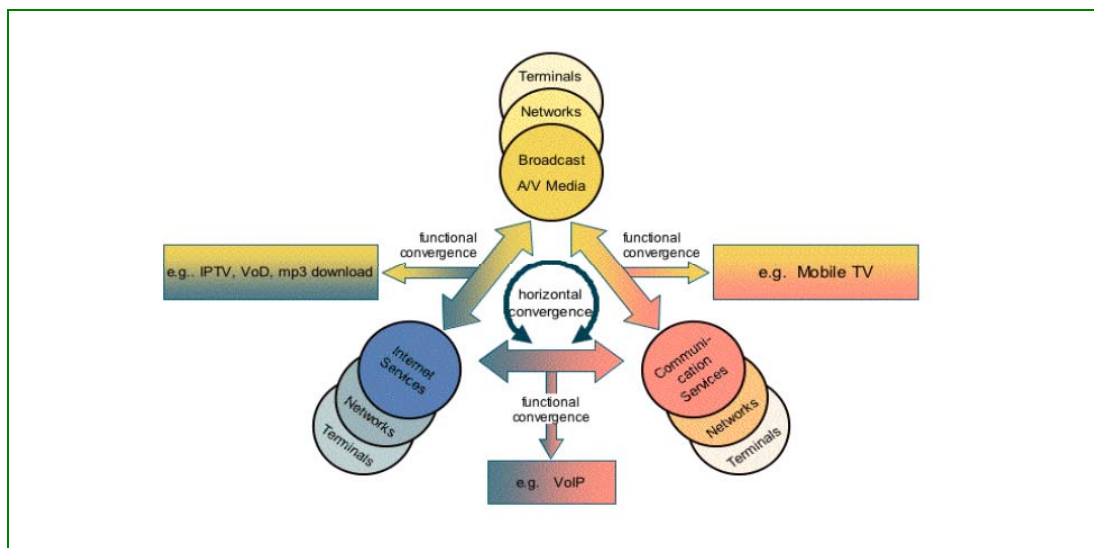 Terminals
Networks
Broadcast
A/V Media
functional
convergence
functional
convergence
e.g.. IPTV, VoD, mp3 download
e.g. Mobile TV
horizontal
convergence
Internet
Services
Networks
Terminals
Communi-
cation
Services
Networks
Terminals
functional
convergence
e.g. VoIP